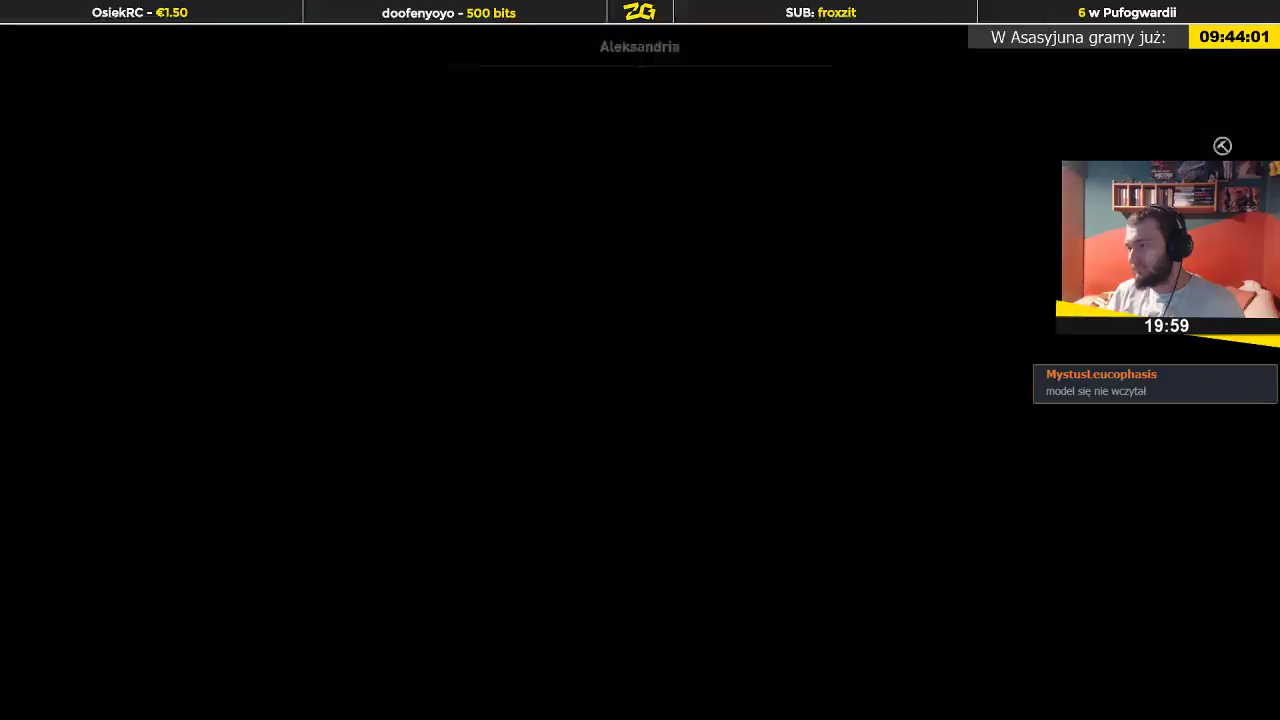 OsiekRC - €1.50
doofenyoyo - 500 bits
ZG
SUB: froxzit
6 w Pufogwardii
W Asasyjuna gramy już:
09:44:01
Aleksandria
19:59
MystusLeucophasis
model się nie wczytał